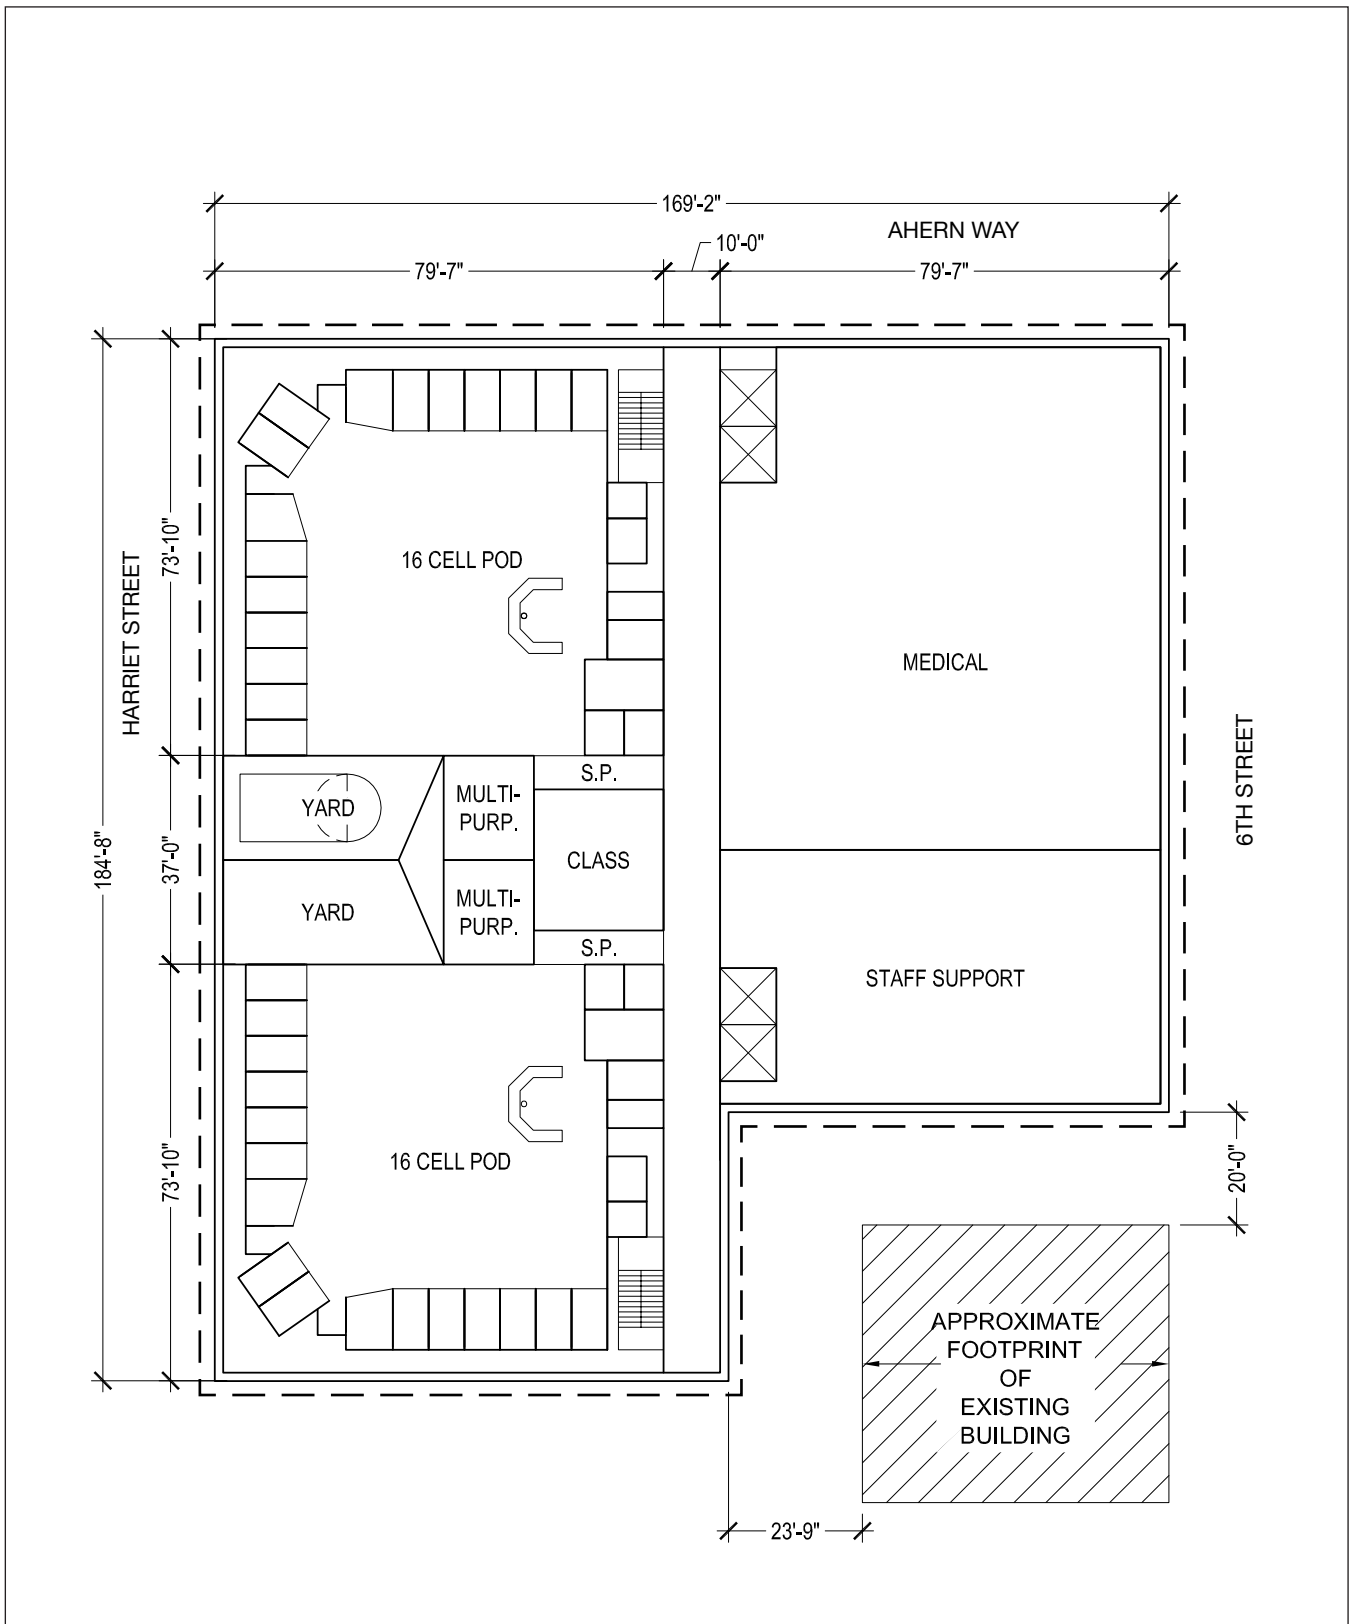 169'-2"
AHERN WAY
10'-0"
79'-7"
79'-7"
HARRIET STREET
73'-10"
16 CELL POD
MEDICAL
6TH STREET
184'-8"
37'-0"
S.P.
YARD
MULTI-
PURP.
CLASS
YARD
MULTI-
PURP.
S.P.
STAFF SUPPORT
73'-10"
16 CELL POD
20'-0"
APPROXIMATE
FOOTPRINT
OF
EXISTING
BUILDING
23'-9"